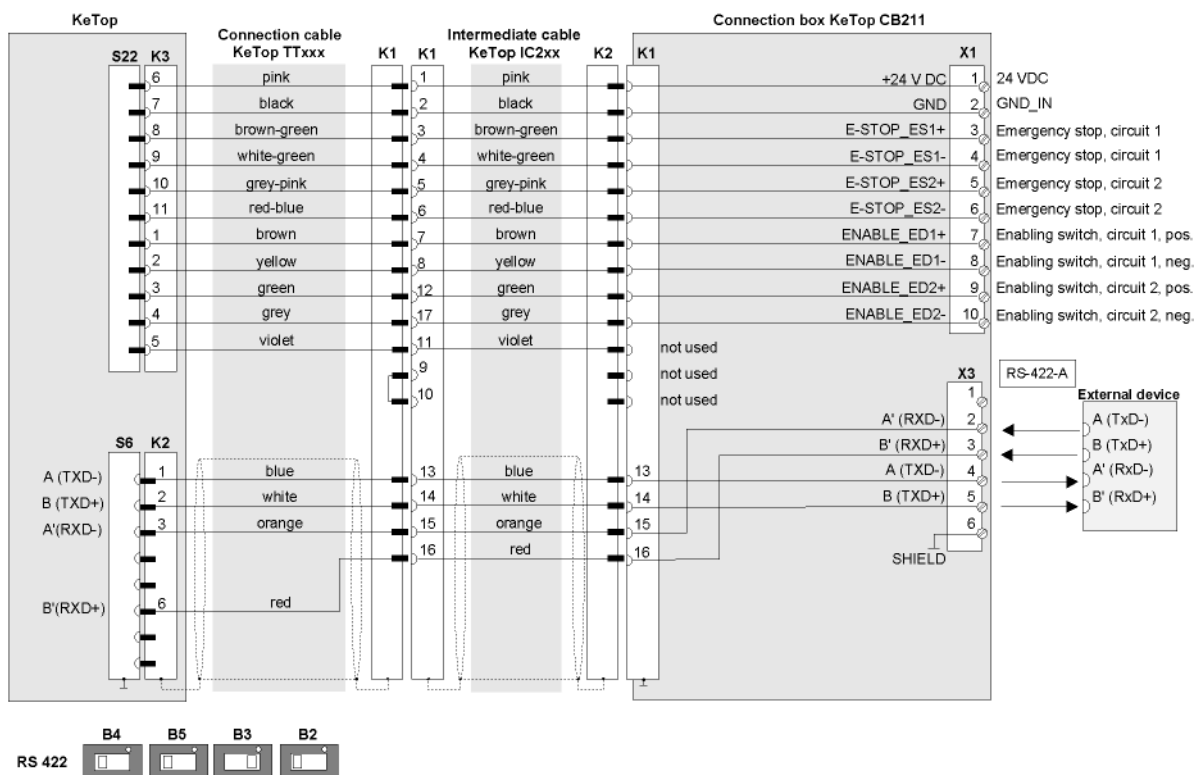 KeTop Connection box KeTop CB211
Connection cable Intermediate cable
KeTop TTxxx KeTop IC2xx
S22 K3 K1 K1 K2 K1 X1
6 pink 1 pink +24 V DC 1 24 VDC
7 black 2 black GND 2 GND_IN
8 brown-green 3 brown-green E-STOP_ES1+ 3 Emergency stop, circuit 1
9 white-green 4 white-green E-STOP_ES1- 4 Emergency stop, circuit 1
10 grey-pink 5 grey-pink E-STOP_ES2+ 5 Emergency stop, circuit 2
11 red-blue 6 red-blue E-STOP_ES2- 6 Emergency stop, circuit 2
1 brown 7 brown ENABLE_ED1+ 7 Enabling switch, circuit 1, pos.
2 yellow 8 yellow ENABLE_ED1- 8 Enabling switch, circuit 1, neg.
3 green 12 green ENABLE_ED2+ 9 Enabling switch, circuit 2, pos.
4 grey 17 grey ENABLE_ED2- 10 Enabling switch, circuit 2, neg.
5 violet 11 violet not used
9 not used X3 RS-422-A
10 not used 1 External device
A' (RXD-) 2 A (TxD-)
S6 K2 B' (RXD+) 3 B (TxD+)
A (TXD-) 1 blue 13 blue 13 A (TXD-) 4 A' (RxD-)
B (TXD+) 2 white 14 white 14 B (TXD+) 5 B' (RxD+)
A'(RXD-) 3 orange 15 orange 15 6
16 red 16 SHIELD
B'(RXD+) 6 red
B4 B5 B3 B2
RS 422